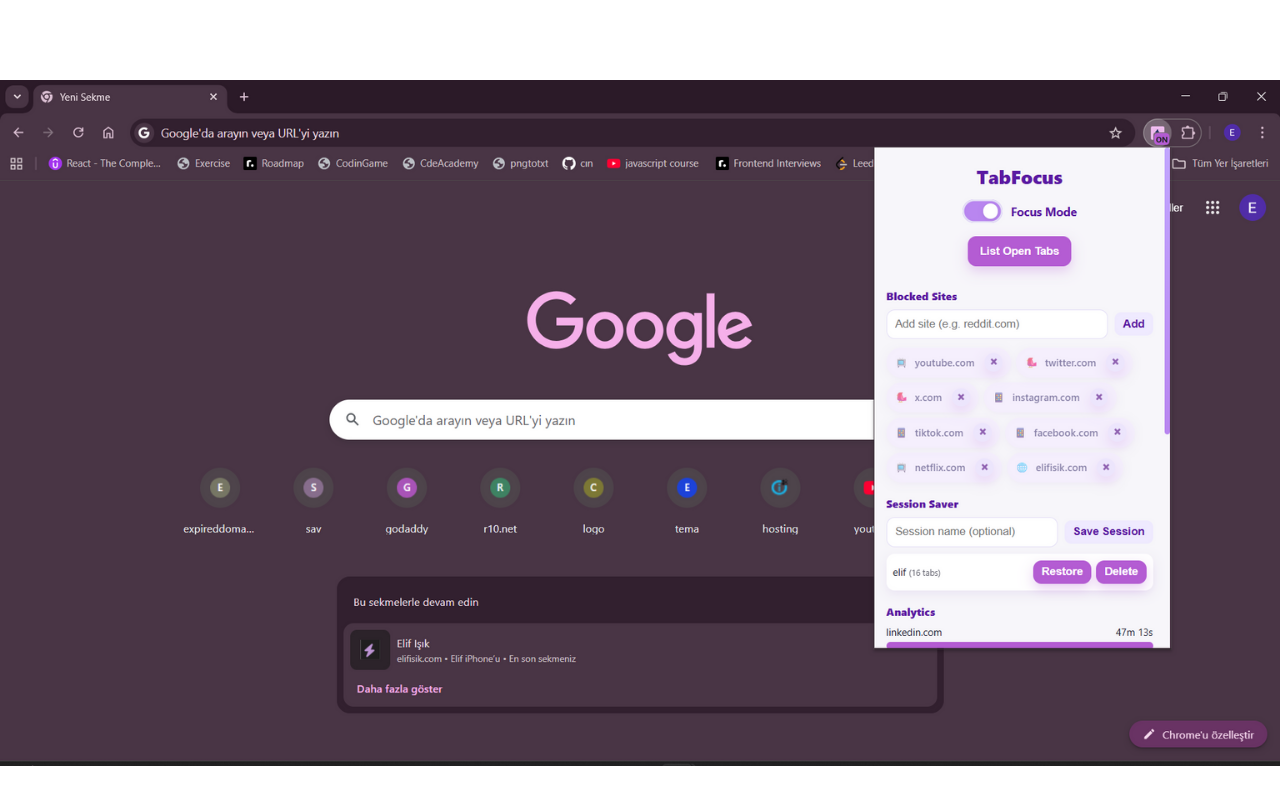 Yeni Sekme
Google'da arayın veya URL'yi yazın
ON
E
React - The Comple...
Exercise
Roadmap
CodinGame
CdeAcademy
pngtotxt
cın
javascript course
Frontend Interviews
Leed
Tüm Yer İşaretleri
ller
E
Google
Google'da arayın veya URL'yi yazın
E
S
G
R
C
E
expireddoma...
sav
godaddy
r10.net
logo
tema
hosting
yout
Bu sekmelerle devam edin
Elif Işık
elifisik.com • Elif iPhone'u • En son sekmeniz
Daha fazla göster
Chrome'u özelleştir
TabFocus
Focus Mode
List Open Tabs
Blocked Sites
Add site (e.g. reddit.com)
Add
youtube.com
twitter.com
x.com
instagram.com
tiktok.com
facebook.com
netflix.com
elifisik.com
Session Saver
Session name (optional)
Save Session
elif (16 tabs)
Restore
Delete
Analytics
linkedin.com
47m 13s